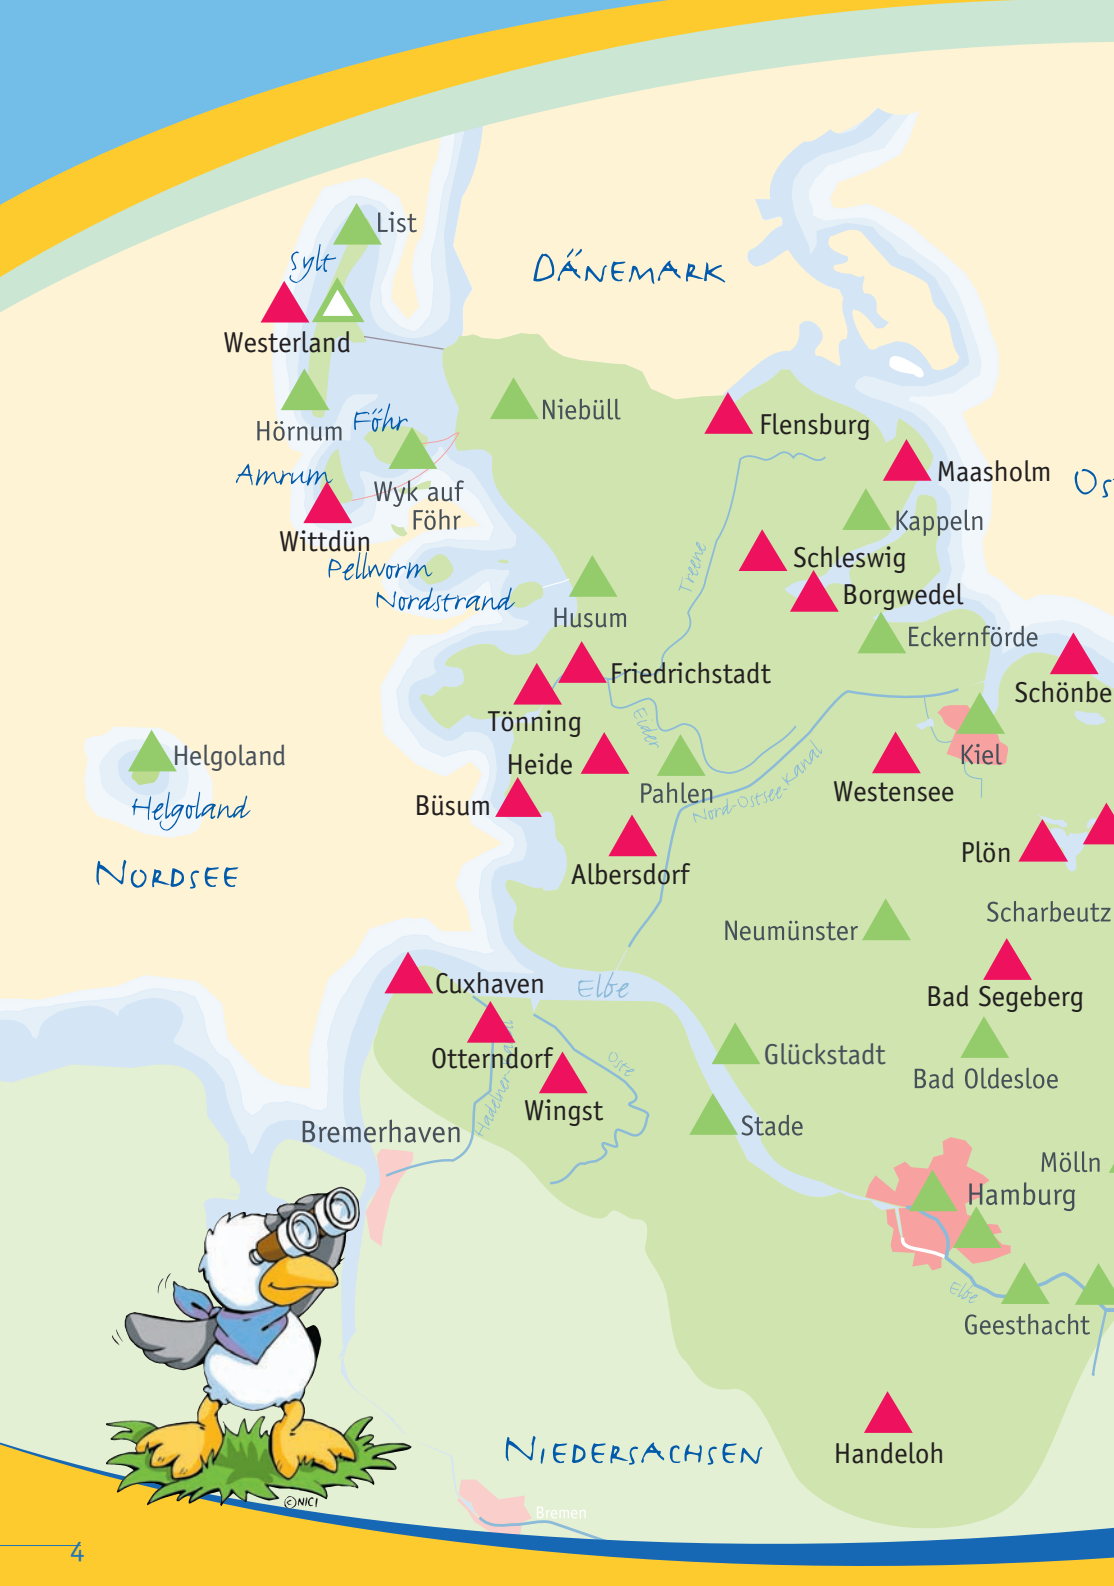 List
Sylt
DÄNEMARK
Westerland
Niebüll
Föhr
Flensburg
Hörnum
Amrum
Maasholm
Wyk auf
Föhr
Kappeln
Wittdün
Treene
Schleswig
Pellworm
Borgwedel
Nordstrand
Husum
Eckernförde
Friedrichstadt
Schönbe
Tönning
Eider
Helgoland
Heide
Kiel
Nord-Ostsee-Kanal
Pahlen
Westensee
Helgoland
Büsum
Plön
NORDSEE
Albersdorf
Scharbeutz
Neumünster
Cuxhaven
Elbe
Bad Segeberg
Otterndorf
Oste
Glückstadt
Bad Oldesloe
Hadelner
Wingst
Stade
Bremerhaven
Mölln
Hamburg
Elbe
Geesthacht
NIEDERSACHSEN
Handeloh
©NICI
Bremen
4